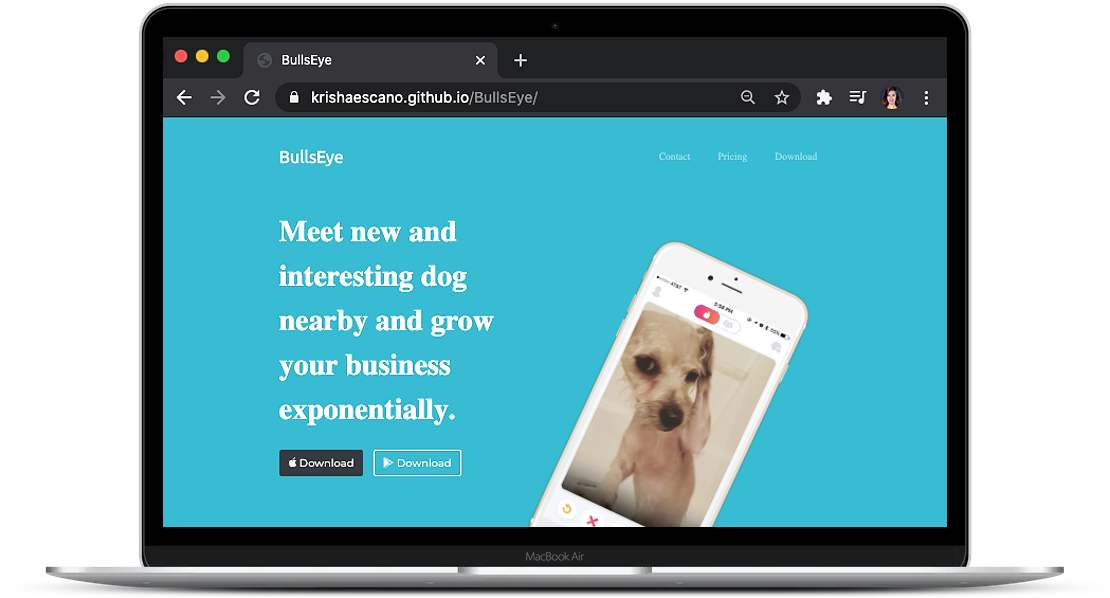 BullsEye
krishaescano.github.io/BullsEye/
BullsEye
Contact Pricing Download
Meet new and
interesting dog
nearby and grow
your business
exponentially.
Download Download
AT&T 5:58 PM 55%
MacBook Air